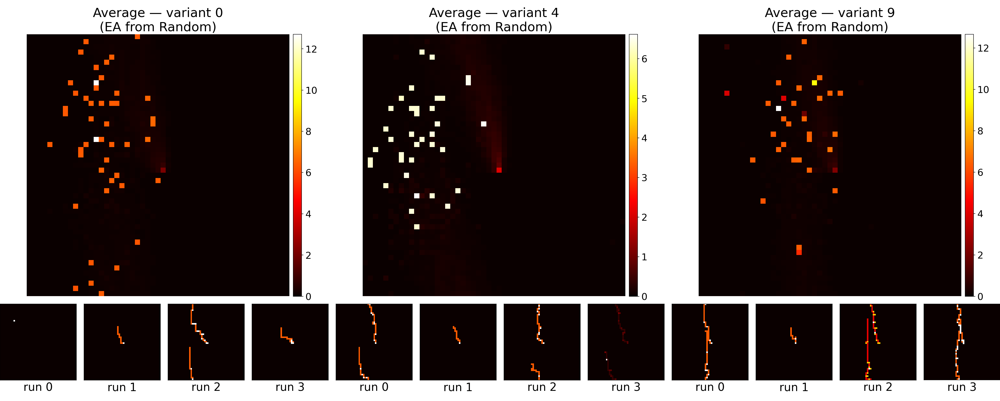 Average — variant 0
(EA from Random)
Average — variant 4
(EA from Random)
Average — variant 9
(EA from Random)
12
10
8
6
4
2
0
6
5
4
3
2
1
0
12
10
8
6
4
2
0
run 0
run 1
run 2
run 3
run 0
run 1
run 2
run 3
run 0
run 1
run 2
run 3